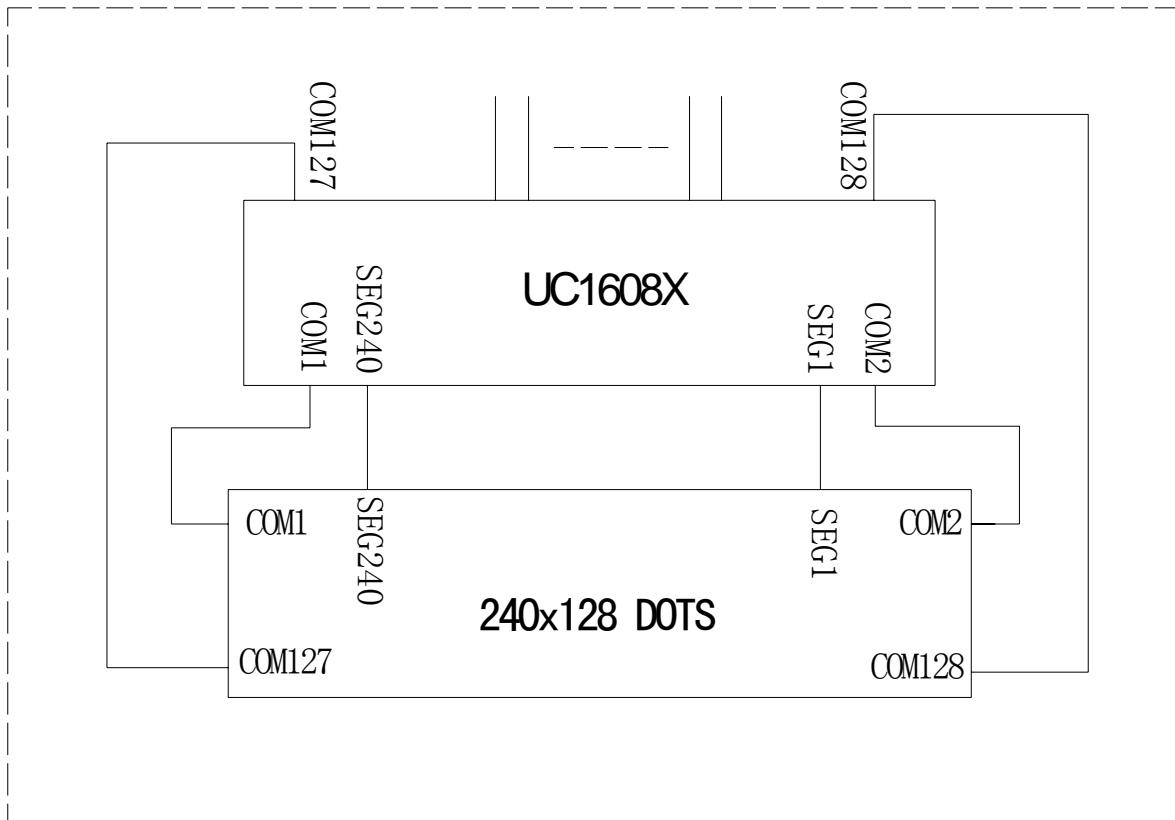 COM127
COM128
UC1608X
COM1
SEG240
SEG1
COM2
COM1
SEG240
SEG1
COM2
240x128 DOTS
COM127
COM128